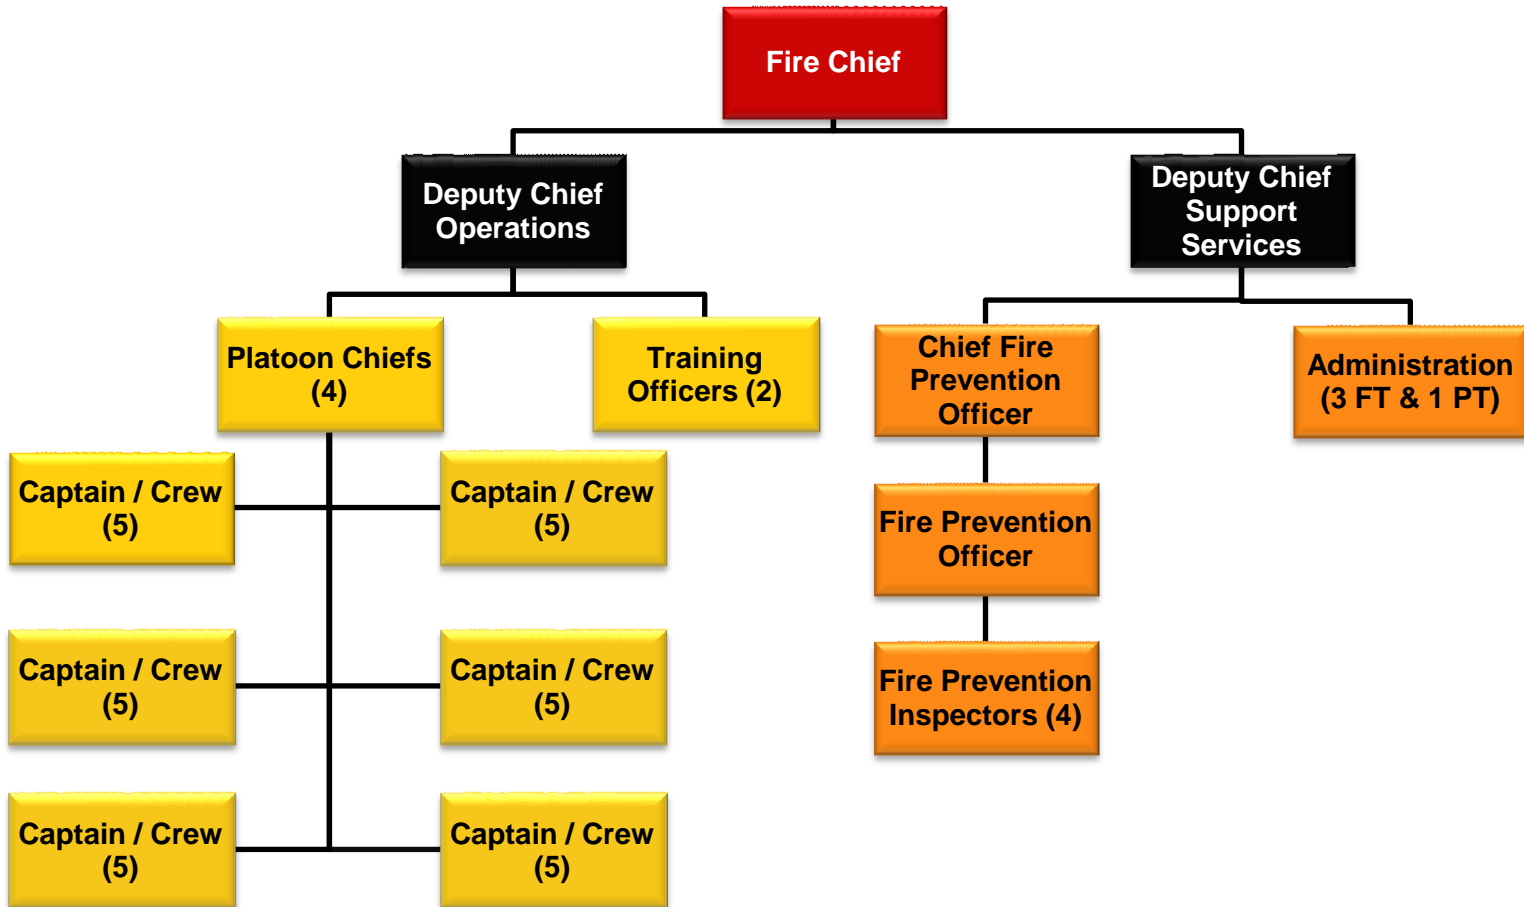 Fire Chief
Deputy Chief
Operations
Deputy Chief
Support
Services
Platoon Chiefs
(4)
Training
Officers (2)
Chief Fire
Prevention
Officer
Administration
(3 FT & 1 PT)
Captain / Crew
(5)
Captain / Crew
(5)
Fire Prevention
Officer
Captain / Crew
(5)
Captain / Crew
(5)
Fire Prevention
Inspectors (4)
Captain / Crew
(5)
Captain / Crew
(5)